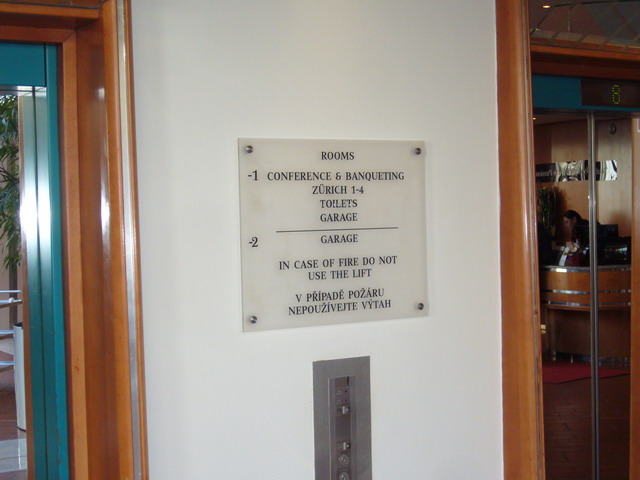 ROOMS
-1 CONFERENCE & BANQUETING
ZÜRICH 1-4
TOILETS
GARAGE
-2 GARAGE
IN CASE OF FIRE DO NOT
USE THE LIFT
V PŘÍPADĚ POŽÁRU
NEPOUŽÍVEJTE VÝTAH
8